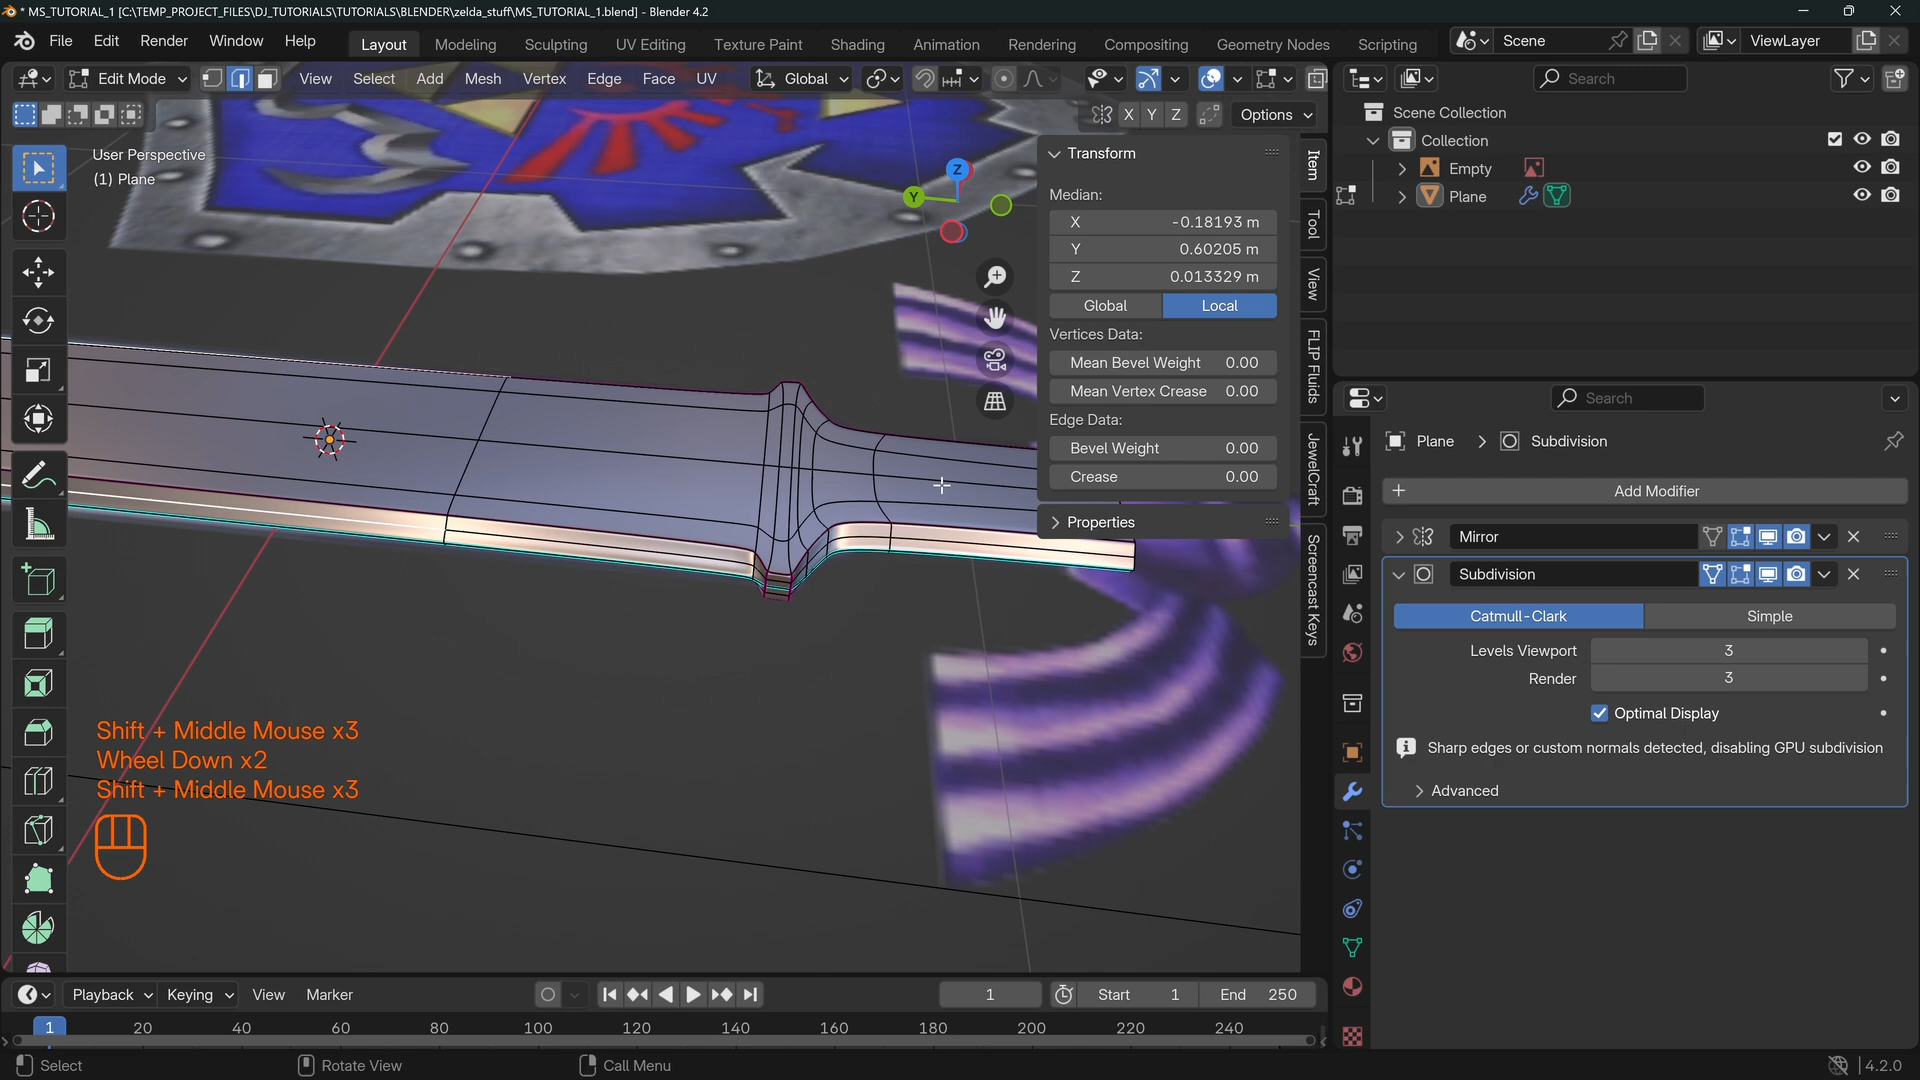 * MS_TUTORIAL_1 [C:\TEMP_PROJECT_FILES\DJ_TUTORIALS\TUTORIALS\BLENDER\zelda_stuff\MS_TUTORIAL_1.blend] - Blender 4.2
File Edit Render Window Help Layout Modeling Sculpting UV Editing Texture Paint Shading Animation Rendering Compositing Geometry Nodes Scripting Scene ViewLayer
Edit Mode View Select Add Mesh Vertex Edge Face UV Global Search
X Y Z Options
Scene Collection
Collection
Empty
Plane
User Perspective
(1) Plane
Z
Y
Transform
Median:
X -0.18193 m
Y 0.60205 m
Z 0.013329 m
Global Local
Vertices Data:
Mean Bevel Weight 0.00
Mean Vertex Crease 0.00
Edge Data:
Bevel Weight 0.00
Crease 0.00
Properties
Item
Tool
View
FLIP Fluids
JewelCraft
Screencast Keys
Search
Plane Subdivision
Add Modifier
Mirror
Subdivision
Catmull-Clark Simple
Levels Viewport 3
Render 3
Optimal Display
Sharp edges or custom normals detected, disabling GPU subdivision
Advanced
Shift + Middle Mouse x3
Wheel Down x2
Shift + Middle Mouse x3
Playback Keying View Marker 1 Start 1 End 250
1 20 40 60 80 100 120 140 160 180 200 220 240
Select Rotate View Call Menu 4.2.0